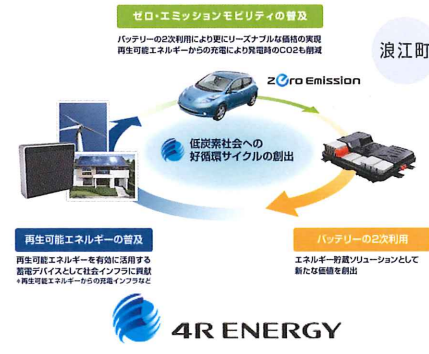 ゼロ・エミッションモビリティの普及
バッテリーの2次利用により更にリーズナブルな価格の実現
再生可能エネルギーからの充電により発電時のCO2も削減
浪江町
ZERO Emission
低炭素社会への
好循環サイクルの創出
再生可能エネルギーの普及
再生可能エネルギーを有効に活用する
蓄電デバイスとして社会インフラに貢献
*再生可能エネルギーからの充電インフラなど
バッテリーの2次利用
エネルギー貯蔵ソリューションとして
新たな価値を創出
4R ENERGY